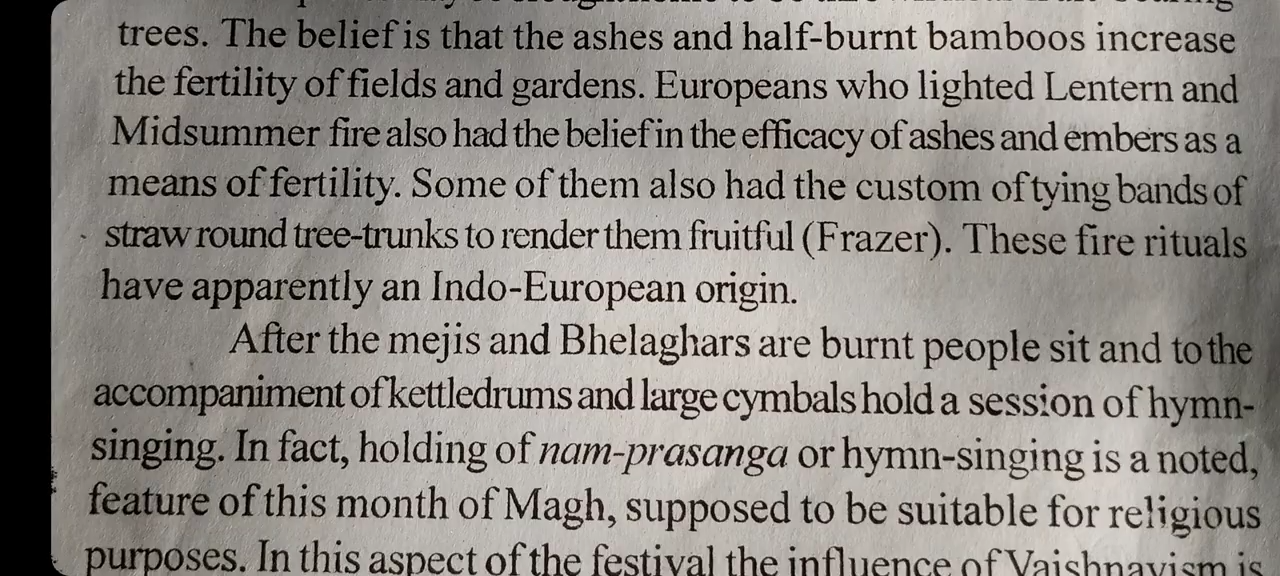 trees. The belief is that the ashes and half-burnt bamboos increase
the fertility of fields and gardens. Europeans who lighted Lentern and
Midsummer fire also had the belief in the efficacy of ashes and embers as a
means of fertility. Some of them also had the custom of tying bands of
straw round tree-trunks to render them fruitful (Frazer). These fire rituals
have apparently an Indo-European origin.
After the mejis and Bhelaghars are burnt people sit and to the
accompaniment of kettledrums and large cymbals hold a session of hymn-
singing. In fact, holding of nam-prasanga or hymn-singing is a noted,
feature of this month of Magh, supposed to be suitable for religious
purposes. In this aspect of the festival the influence of Vaishnavism is